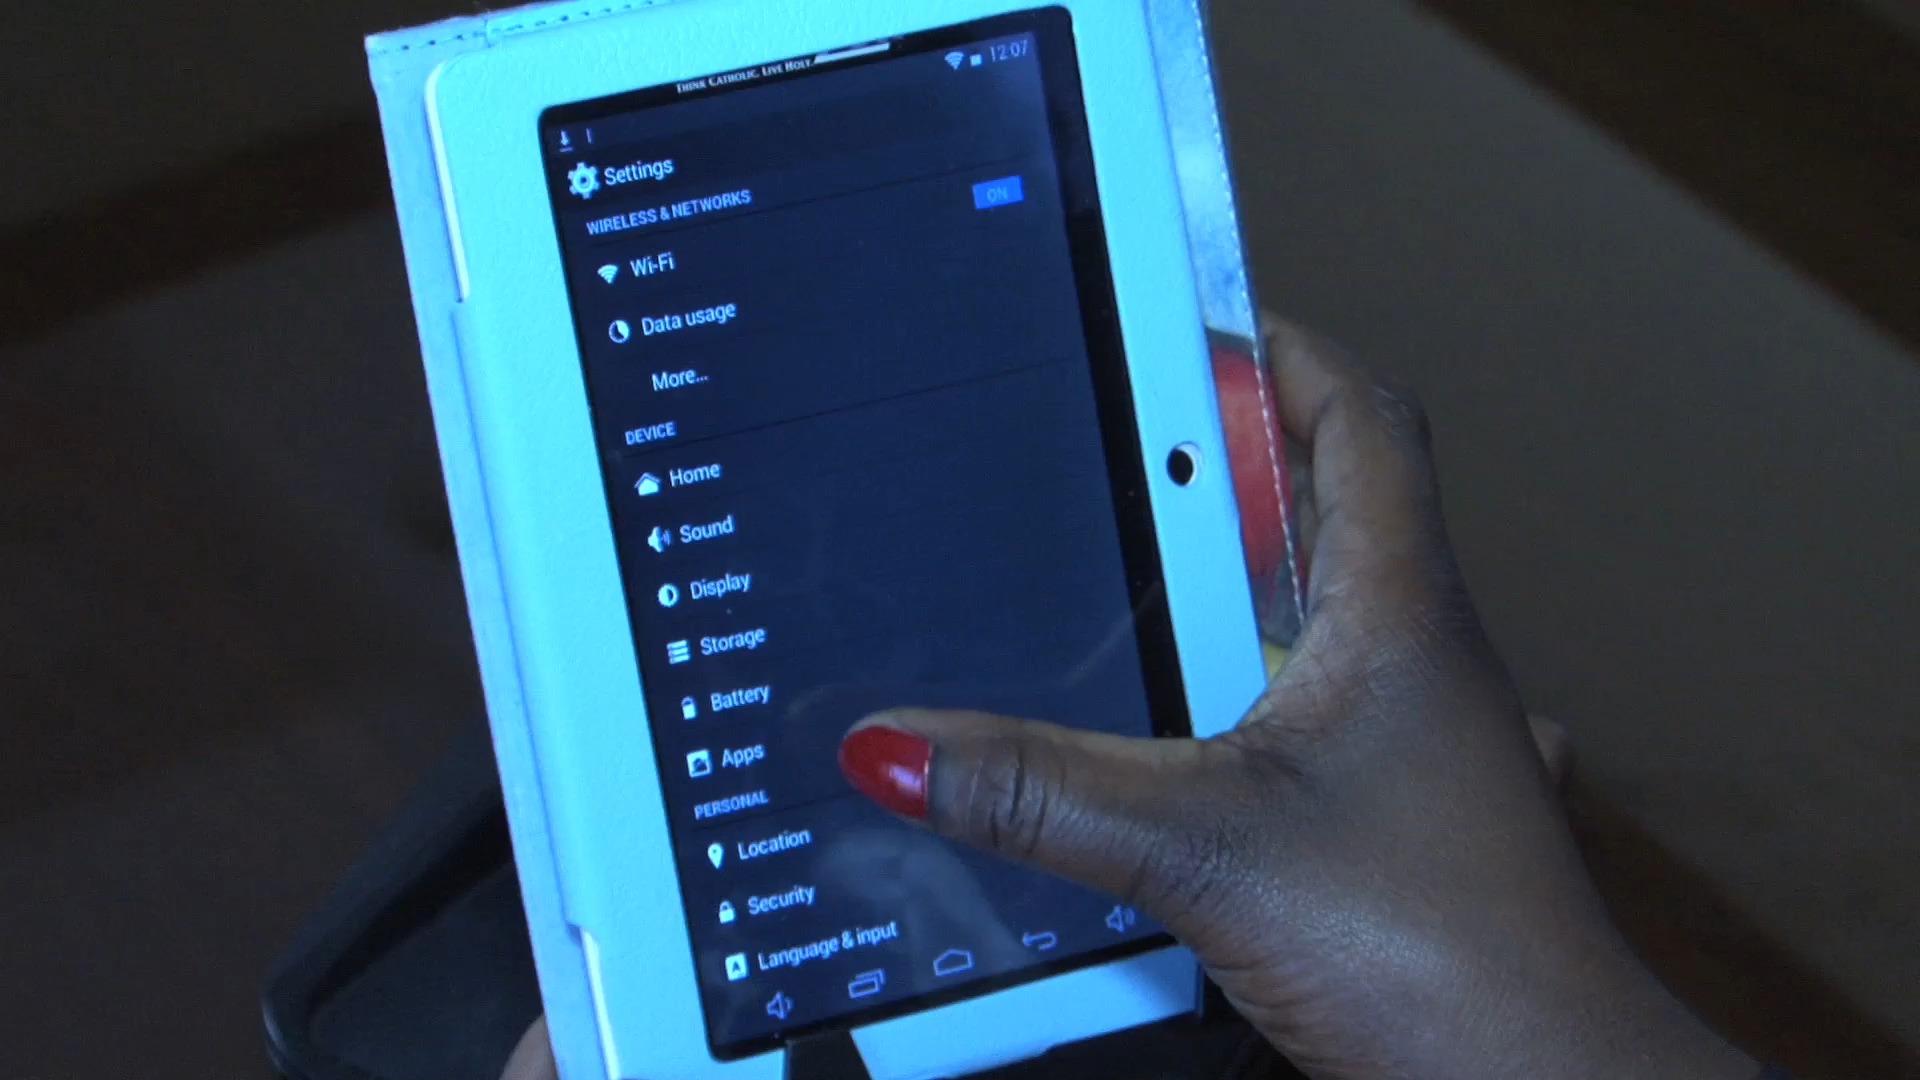 THINK CATHOLIC. LIVE HOLY.
12:07
Settings
WIRELESS & NETWORKS
ON
Wi-Fi
Data usage
More...
DEVICE
Home
Sound
Display
Storage
Battery
Apps
PERSONAL
Location
Security
Language & input